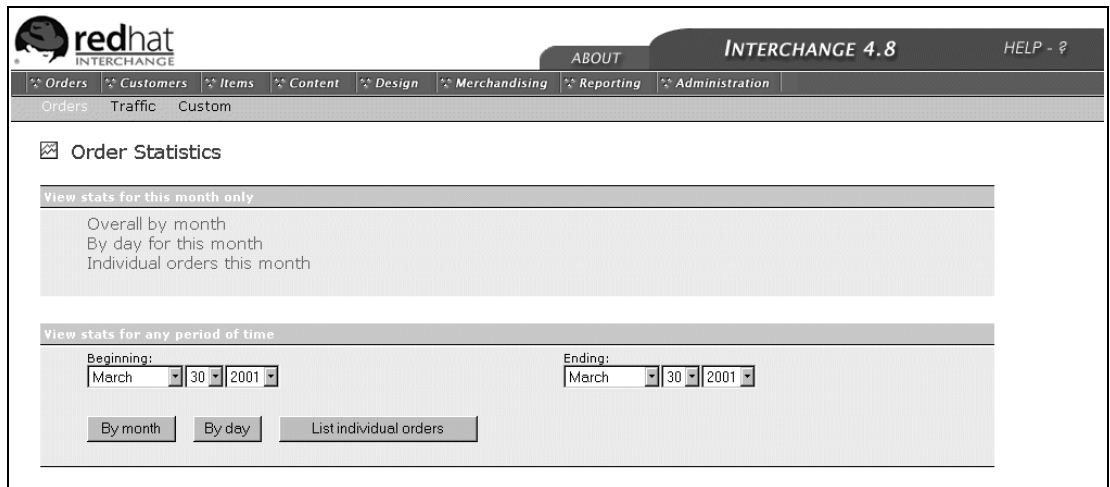 redhat
INTERCHANGE
ABOUT
INTERCHANGE 4.8
HELP - ?
Orders Customers Items Content Design Merchandising Reporting Administration
Orders Traffic Custom
Order Statistics
View stats for this month only
Overall by month
By day for this month
Individual orders this month
View stats for any period of time
Beginning: Ending:
March 30 2001 March 30 2001
By month By day List individual orders